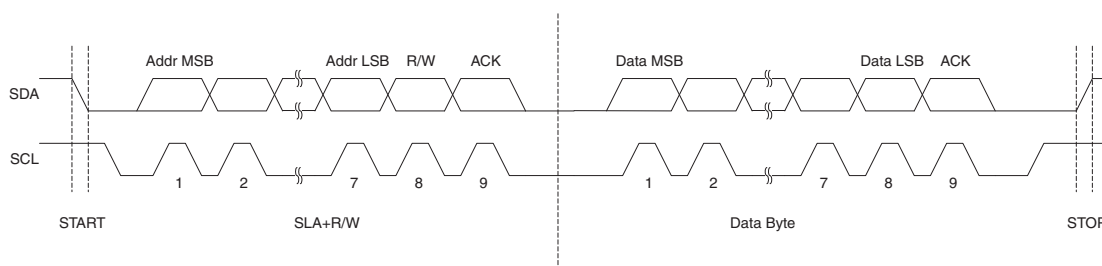 Addr MSB Addr LSB R/W ACK Data MSB Data LSB ACK
SDA
SCL
1 2 7 8 9 1 2 7 8 9
START SLA+R/W Data Byte